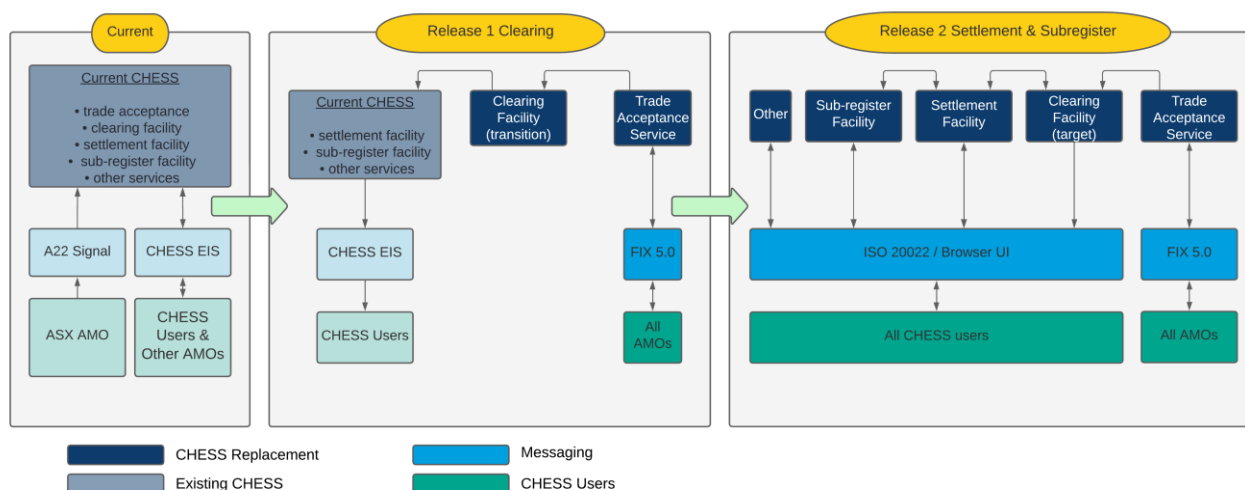 Current
Current CHESS
• trade acceptance
• clearing facility
• settlement facility
• sub-register facility
• other services
A22 Signal
CHESS EIS
ASX AMO
CHESS
Users &
Other AMOs
Release 1 Clearing
Current CHESS
• settlement facility
• sub-register facility
• other services
Clearing
Facility
(transition)
Trade
Acceptance
Service
CHESS EIS
FIX 5.0
CHESS Users
All
AMOs
Release 2 Settlement & Subregister
Other
Sub-register
Facility
Settlement
Facility
Clearing
Facility
(target)
Trade
Acceptance
Service
ISO 20022 / Browser UI
FIX 5.0
All CHESS users
All AMOs
CHESS Replacement
Messaging
Existing CHESS
CHESS Users